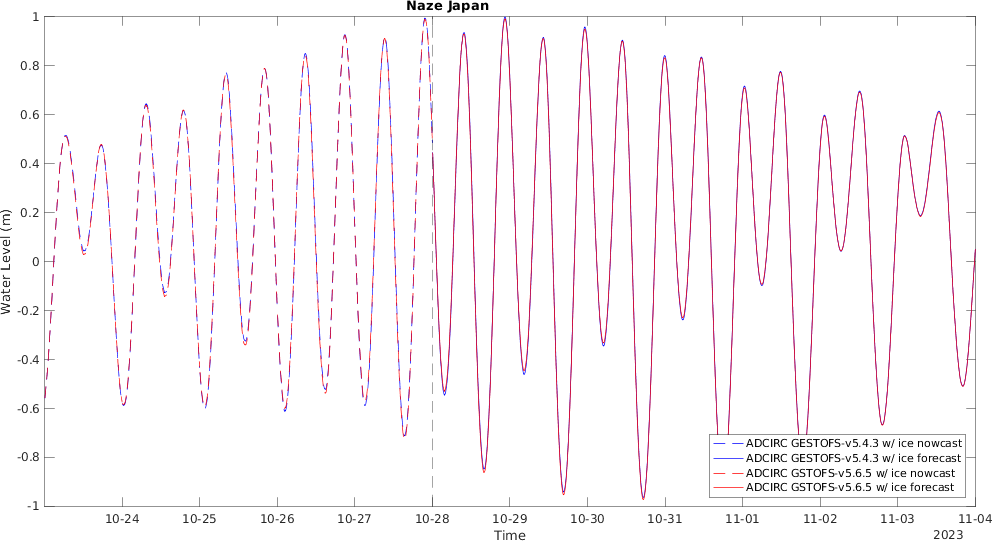 Naze Japan
1
0.8
0.6
0.4
0.2
0
-0.2
-0.4
-0.6
-0.8
-1
Water Level (m)
ADCIRC GESTOFS-v5.4.3 w/ ice nowcast
ADCIRC GESTOFS-v5.4.3 w/ ice forecast
ADCIRC GSTOFS-v5.6.5 w/ ice nowcast
ADCIRC GSTOFS-v5.6.5 w/ ice forecast
10-24 10-25 10-26 10-27 10-28 10-29 10-30 10-31 11-01 11-02 11-03 11-04
Time
2023